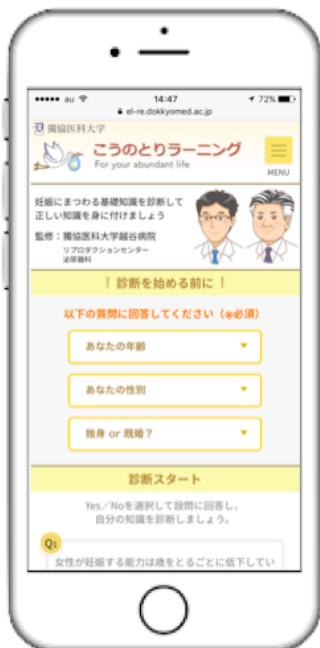 au 14:47 72%
el-re.dokkyomed.ac.jp
獨協医科大学
こうのとりラーニング
For your abundant life
MENU
妊娠にまつわる基礎知識を診断して
正しい知識を身に付けましょう
監修：獨協医科大学越谷病院
リプロダクションセンター
泌尿器科
！診断を始める前に！
以下の質問に回答してください（◉必須）
あなたの年齢
あなたの性別
独身 or 既婚？
診断スタート
Yes／Noを選択して設問に回答し、
自分の知識を診断しましょう。
Q1
女性が妊娠する能力は歳をとるごとに低下してい